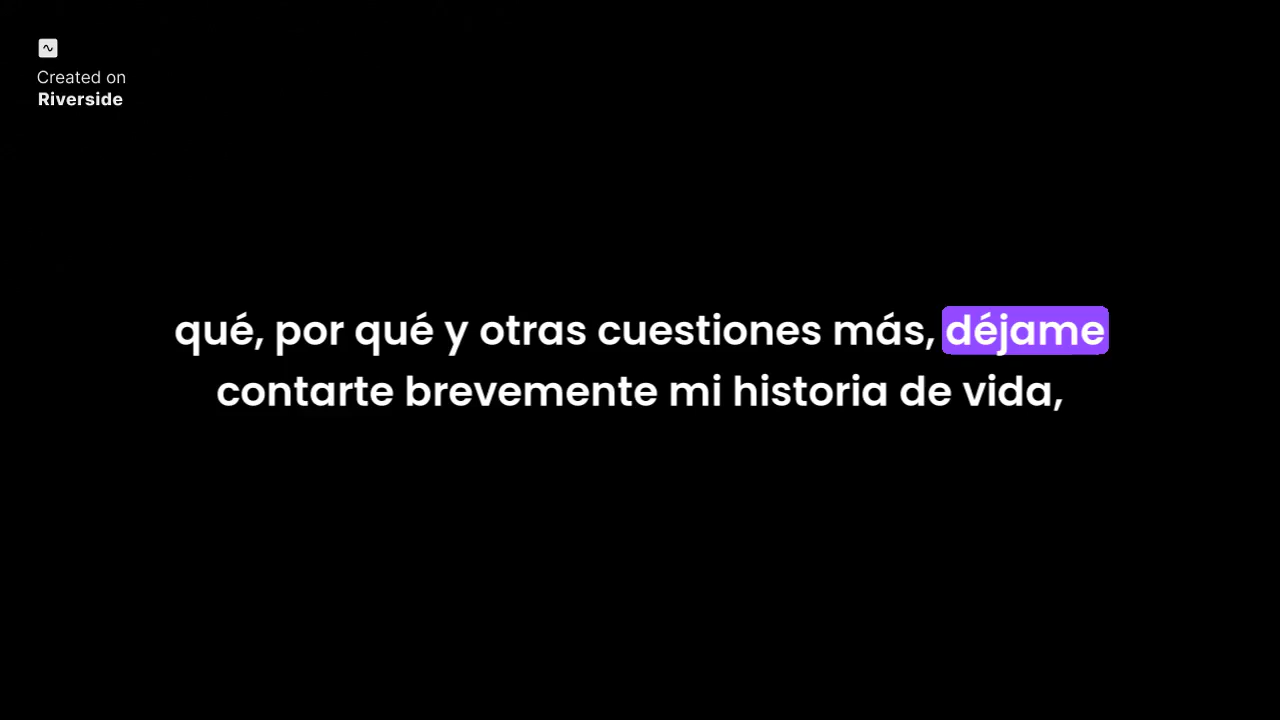 Created on
Riverside
qué, por qué y otras cuestiones más, déjame
contarte brevemente mi historia de vida,